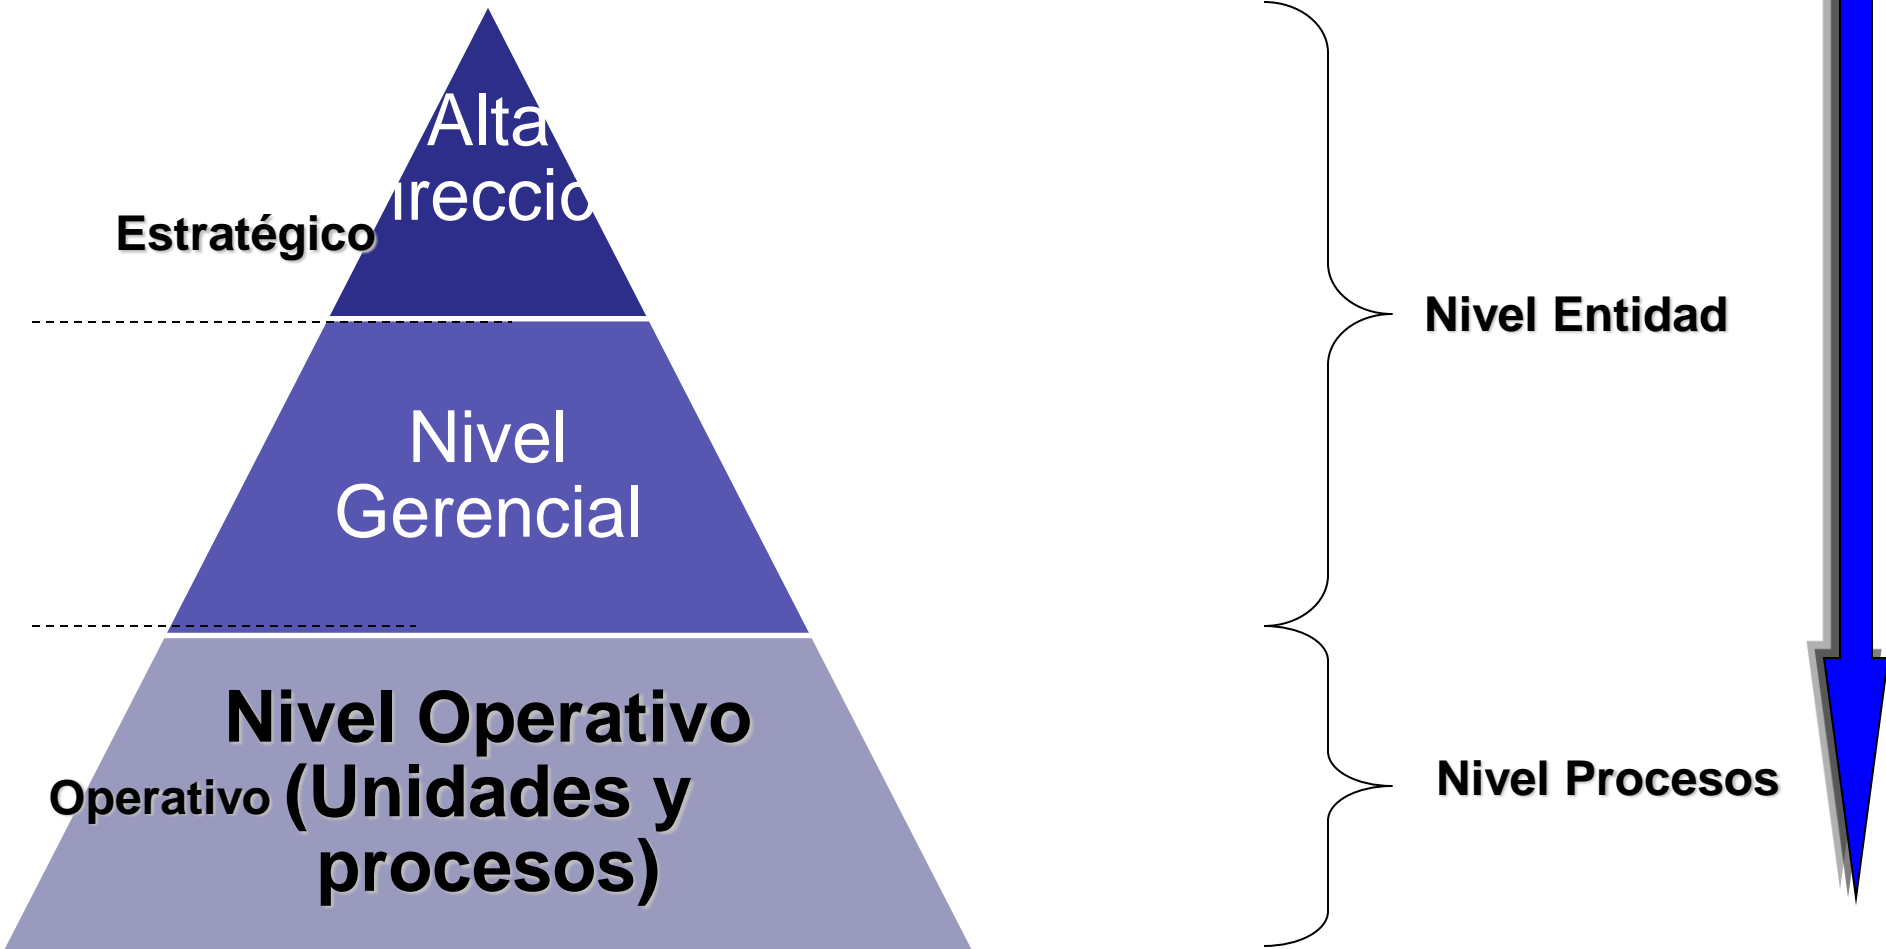 Alta
irecció
Estratégico
Nivel Entidad
Nivel
Gerencial
Nivel Operativo
(Unidades y
procesos)
Operativo
Nivel Procesos